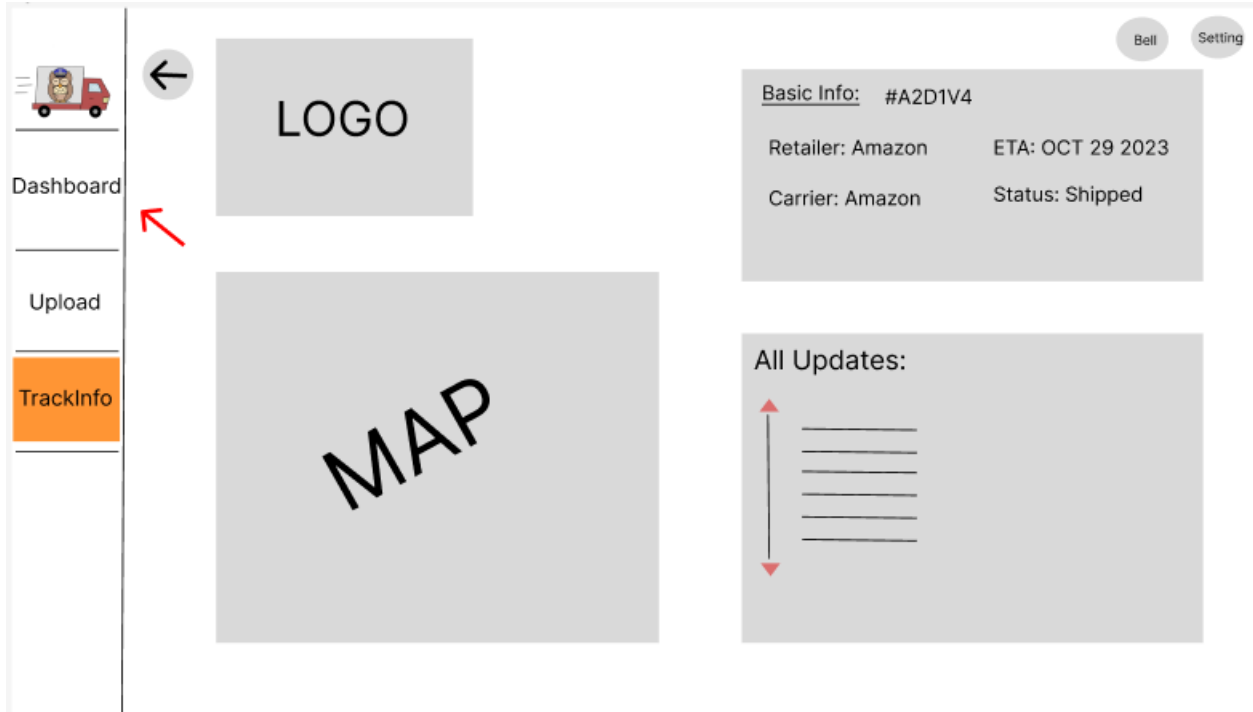 Bell
Setting
Dashboard
Upload
TrackInfo
LOGO
MAP
Basic Info: #A2D1V4
Retailer: Amazon ETA: OCT 29 2023
Carrier: Amazon Status: Shipped
All Updates: